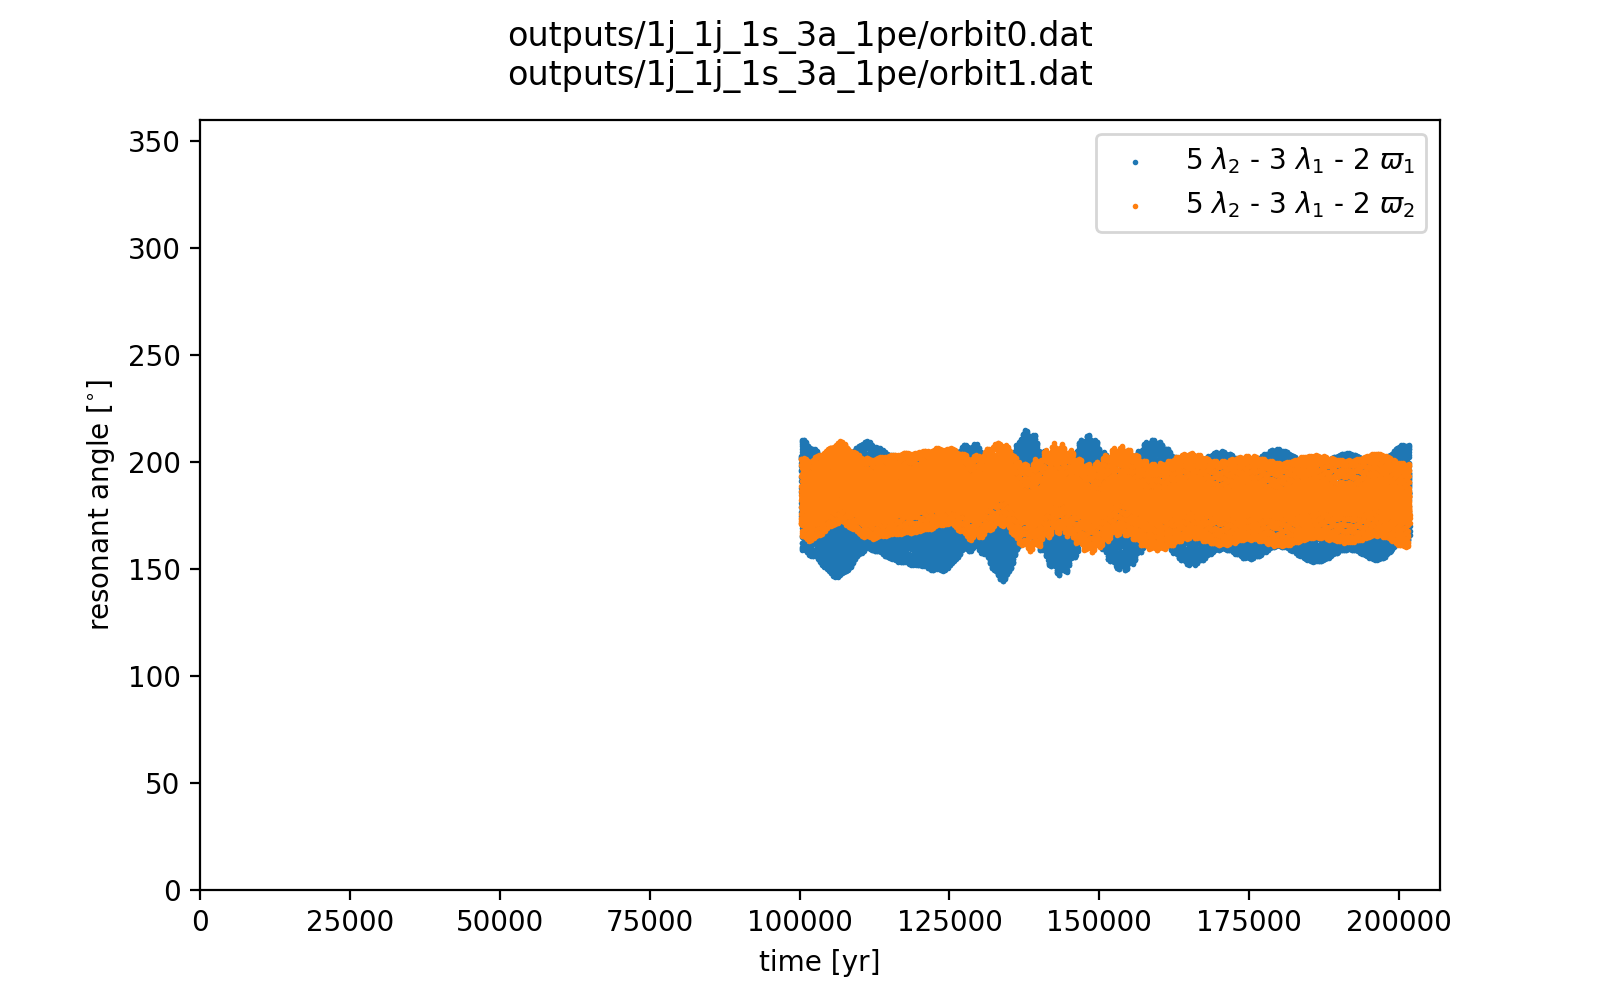 outputs/1j_1j_1s_3a_1pe/orbit0.dat
outputs/1j_1j_1s_3a_1pe/orbit1.dat
5 λ₂ - 3 λ₁ - 2 ϖ₁
5 λ₂ - 3 λ₁ - 2 ϖ₂
resonant angle [°]
350
300
250
200
150
100
50
0
0 25000 50000 75000 100000 125000 150000 175000 200000
time [yr]